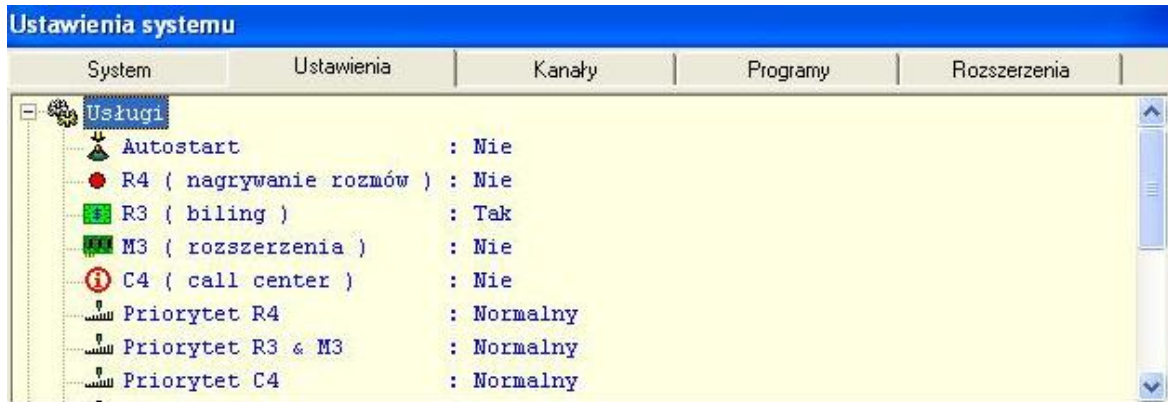 Ustawienia systemu
System Ustawienia Kanały Programy Rozszerzenia
Usługi
Autostart : Nie
R4 ( nagrywanie rozmów ) : Nie
R3 ( biling ) : Tak
M3 ( rozszerzenia ) : Nie
C4 ( call center ) : Nie
Priorytet R4 : Normalny
Priorytet R3 & M3 : Normalny
Priorytet C4 : Normalny